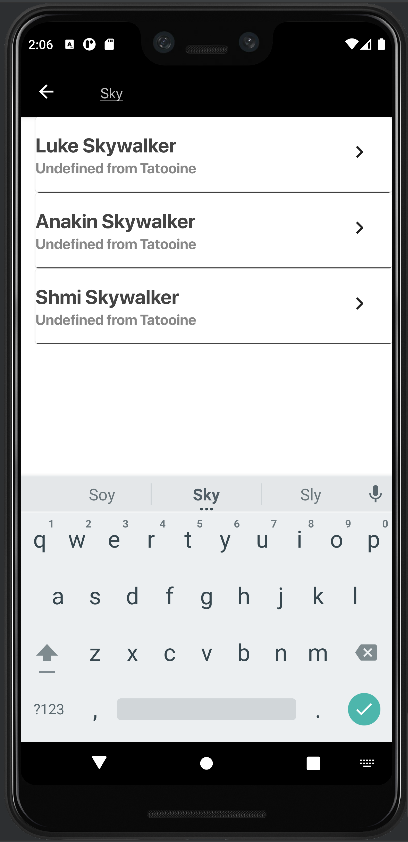 2:06
Sky
Luke Skywalker
Undefined from Tatooine
Anakin Skywalker
Undefined from Tatooine
Shmi Skywalker
Undefined from Tatooine
Soy Sky Sly
1 2 3 4 5 6 7 8 9 0
q w e r t y u i o p
a s d f g h j k l
z x c v b n m
?123 , .